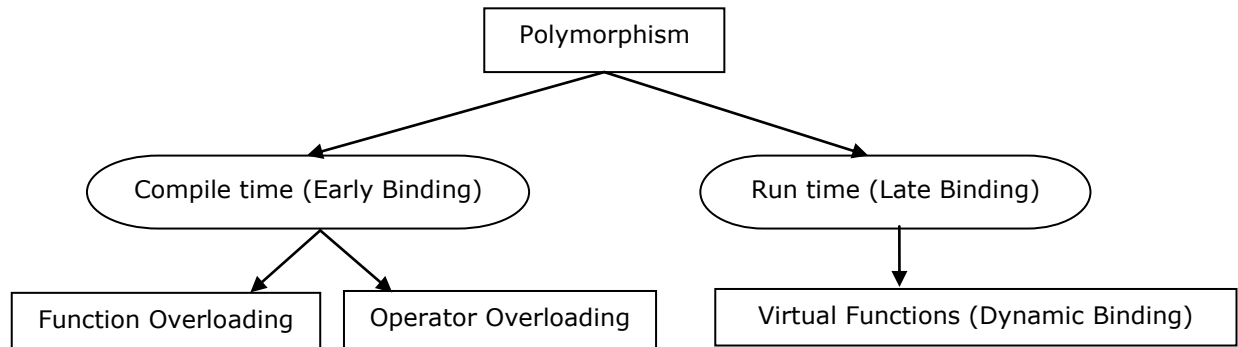 Polymorphism
Compile time (Early Binding)
Run time (Late Binding)
Function Overloading
Operator Overloading
Virtual Functions (Dynamic Binding)